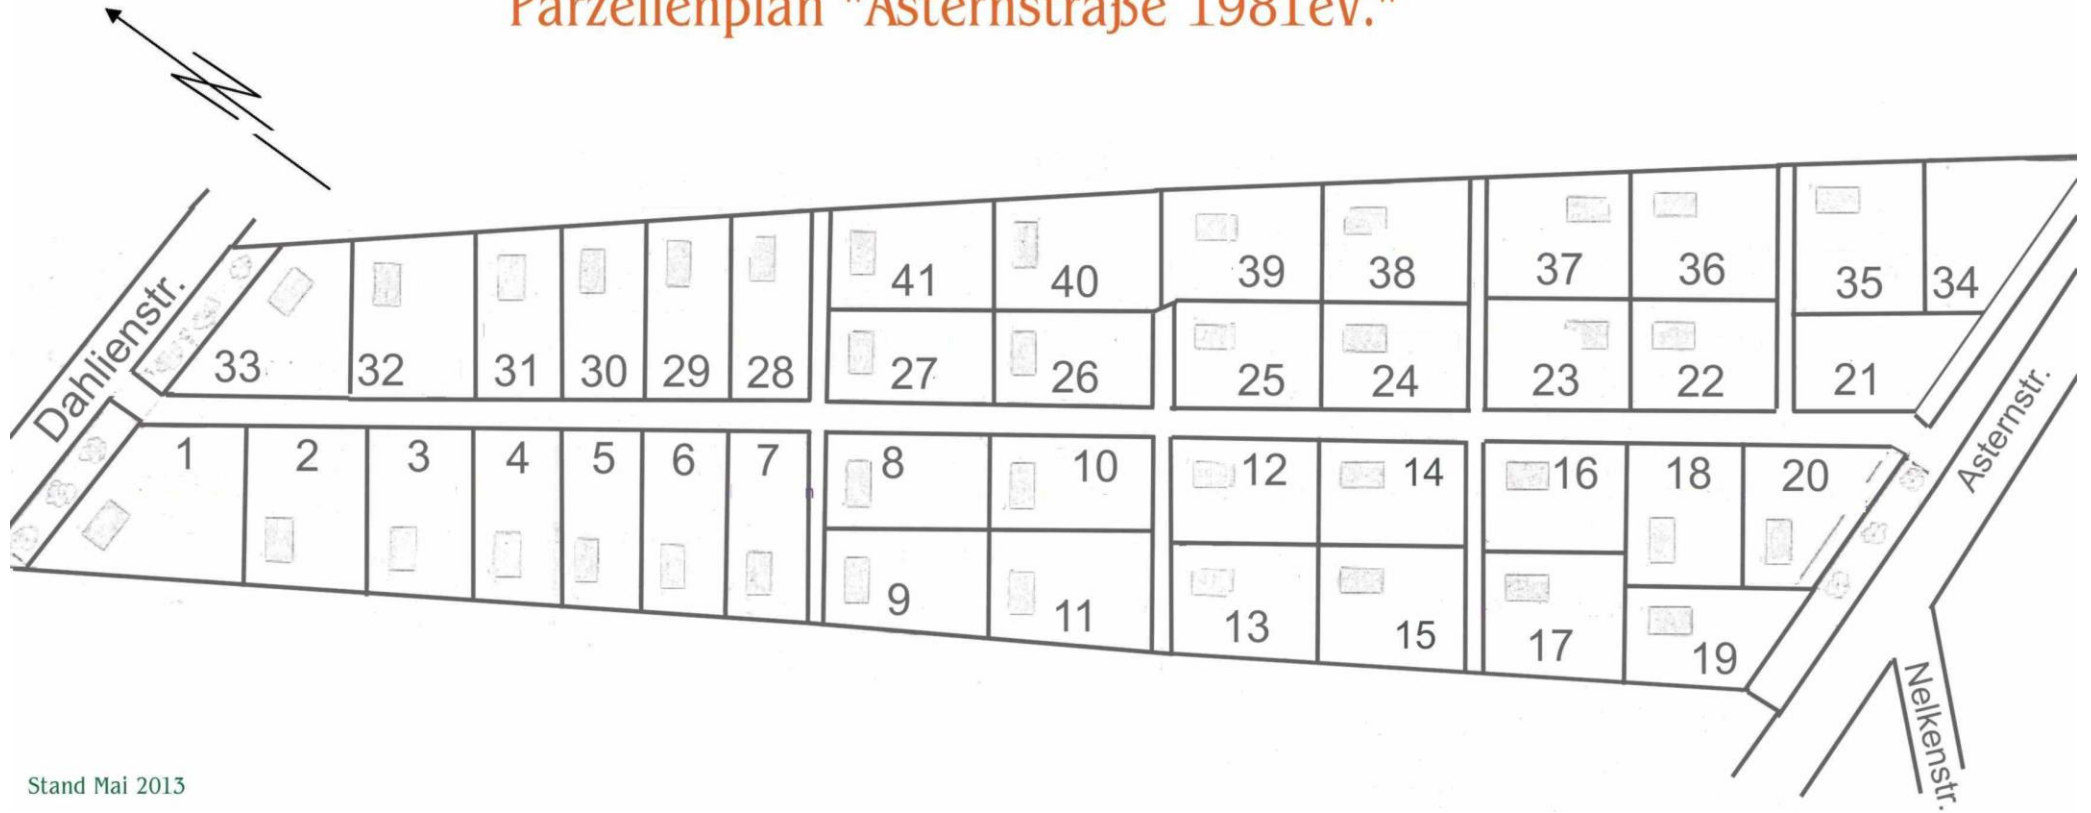 Parzellenplan "Asternstraße 1981eV."
N
Dahlienstr.
41 40 39 38 37 36 35 34
33 32 31 30 29 28 27 26 25 24 23 22 21
1 2 3 4 5 6 7 8 10 12 14 16 18 20
9 11 13 15 17 19
Asternstr.
Nelkenstr.
Stand Mai 2013